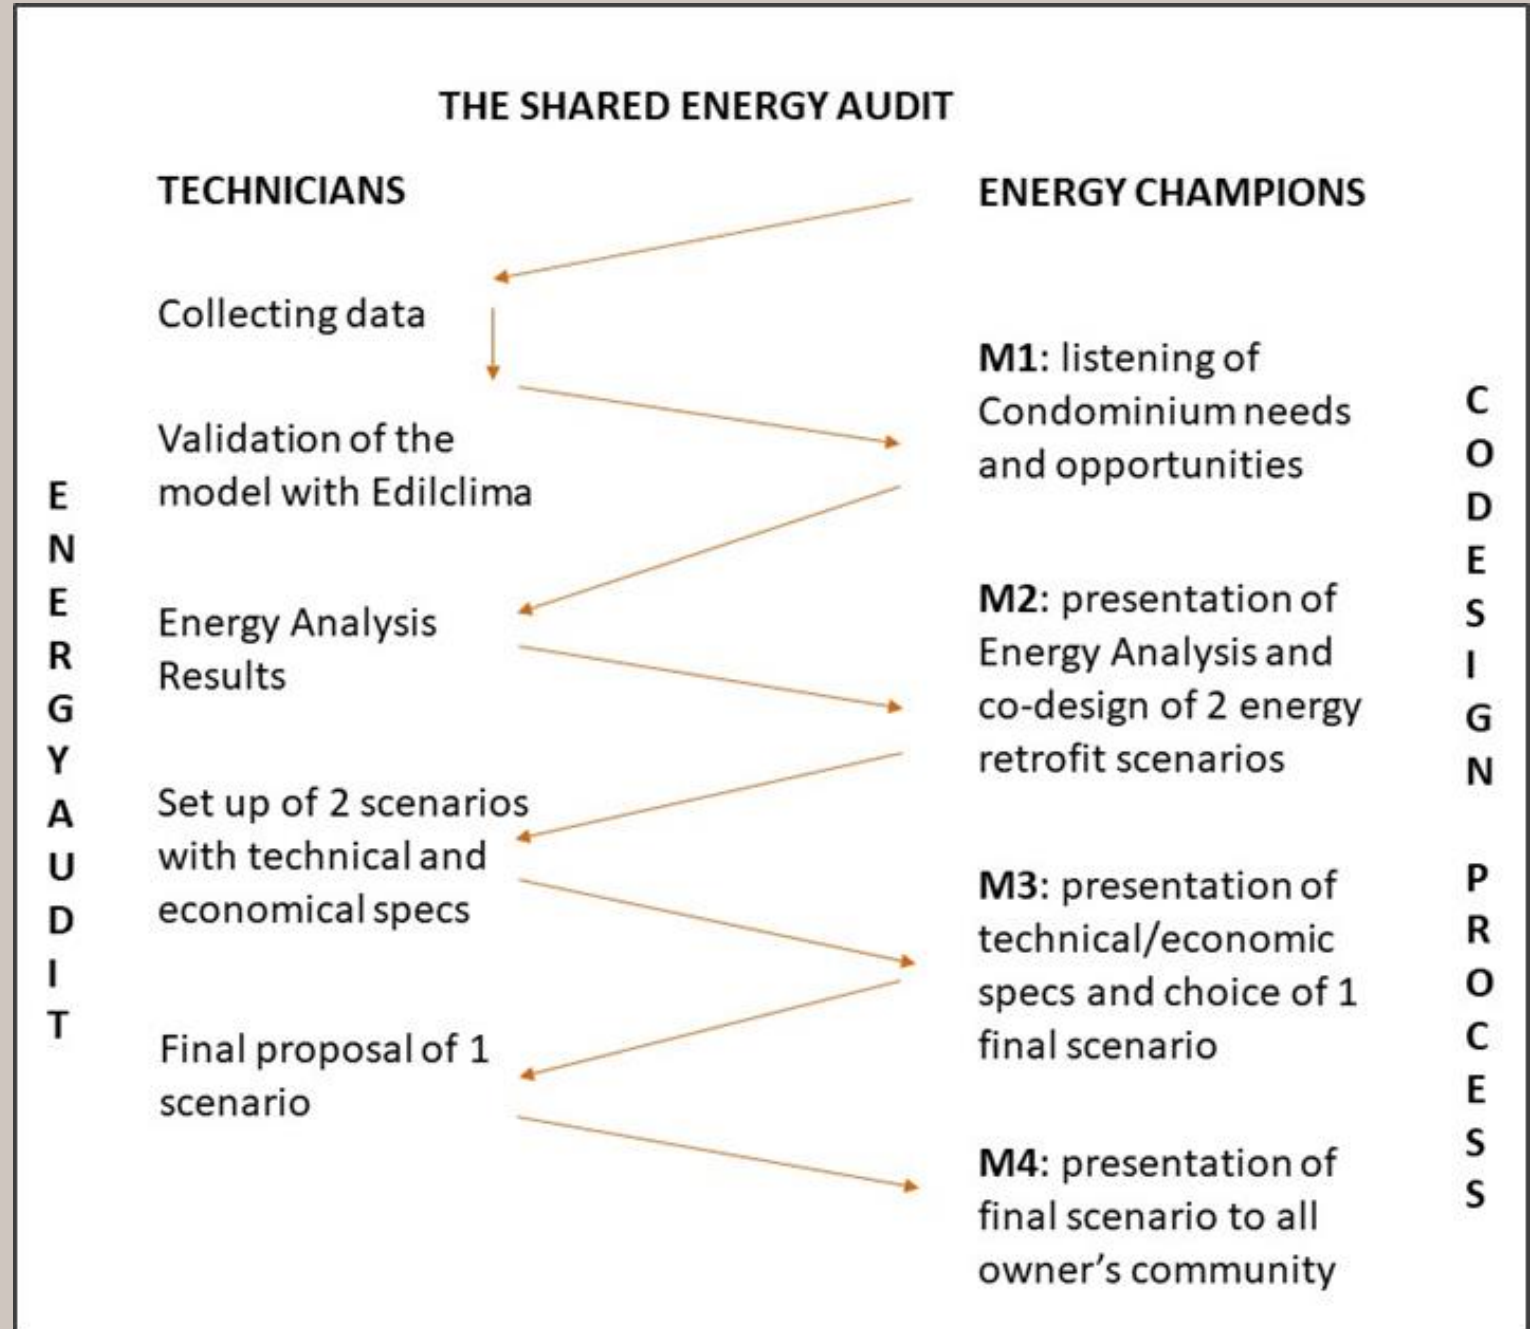 THE SHARED ENERGY AUDIT
TECHNICIANS
Collecting data
Validation of the
model with Edilclima
Energy Analysis
Results
Set up of 2 scenarios
with technical and
economical specs
Final proposal of 1
scenario
ENERGY CHAMPIONS
M1: listening of
Condominium needs
and opportunities
M2: presentation of
Energy Analysis and
co-design of 2 energy
retrofit scenarios
M3: presentation of
technical/economic
specs and choice of 1
final scenario
M4: presentation of
final scenario to all
owner's community
ENERGY AUDIT
CODESIGN PROCESS